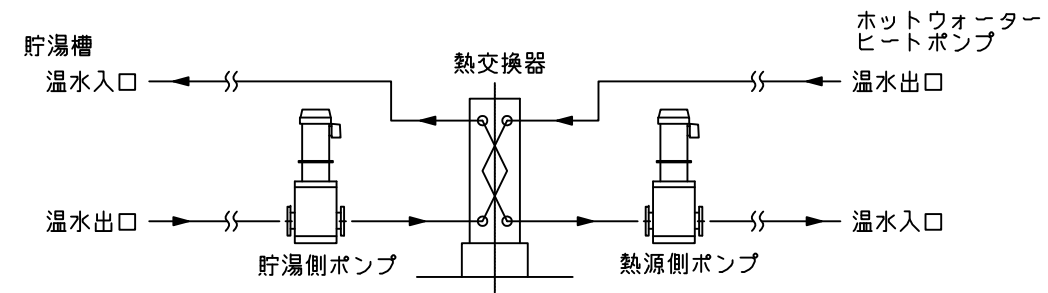 ホットウォーター
ヒートポンプ
貯湯槽
熱交換器
温水入口
温水出口
温水出口
温水入口
貯湯側ポンプ
熱源側ポンプ